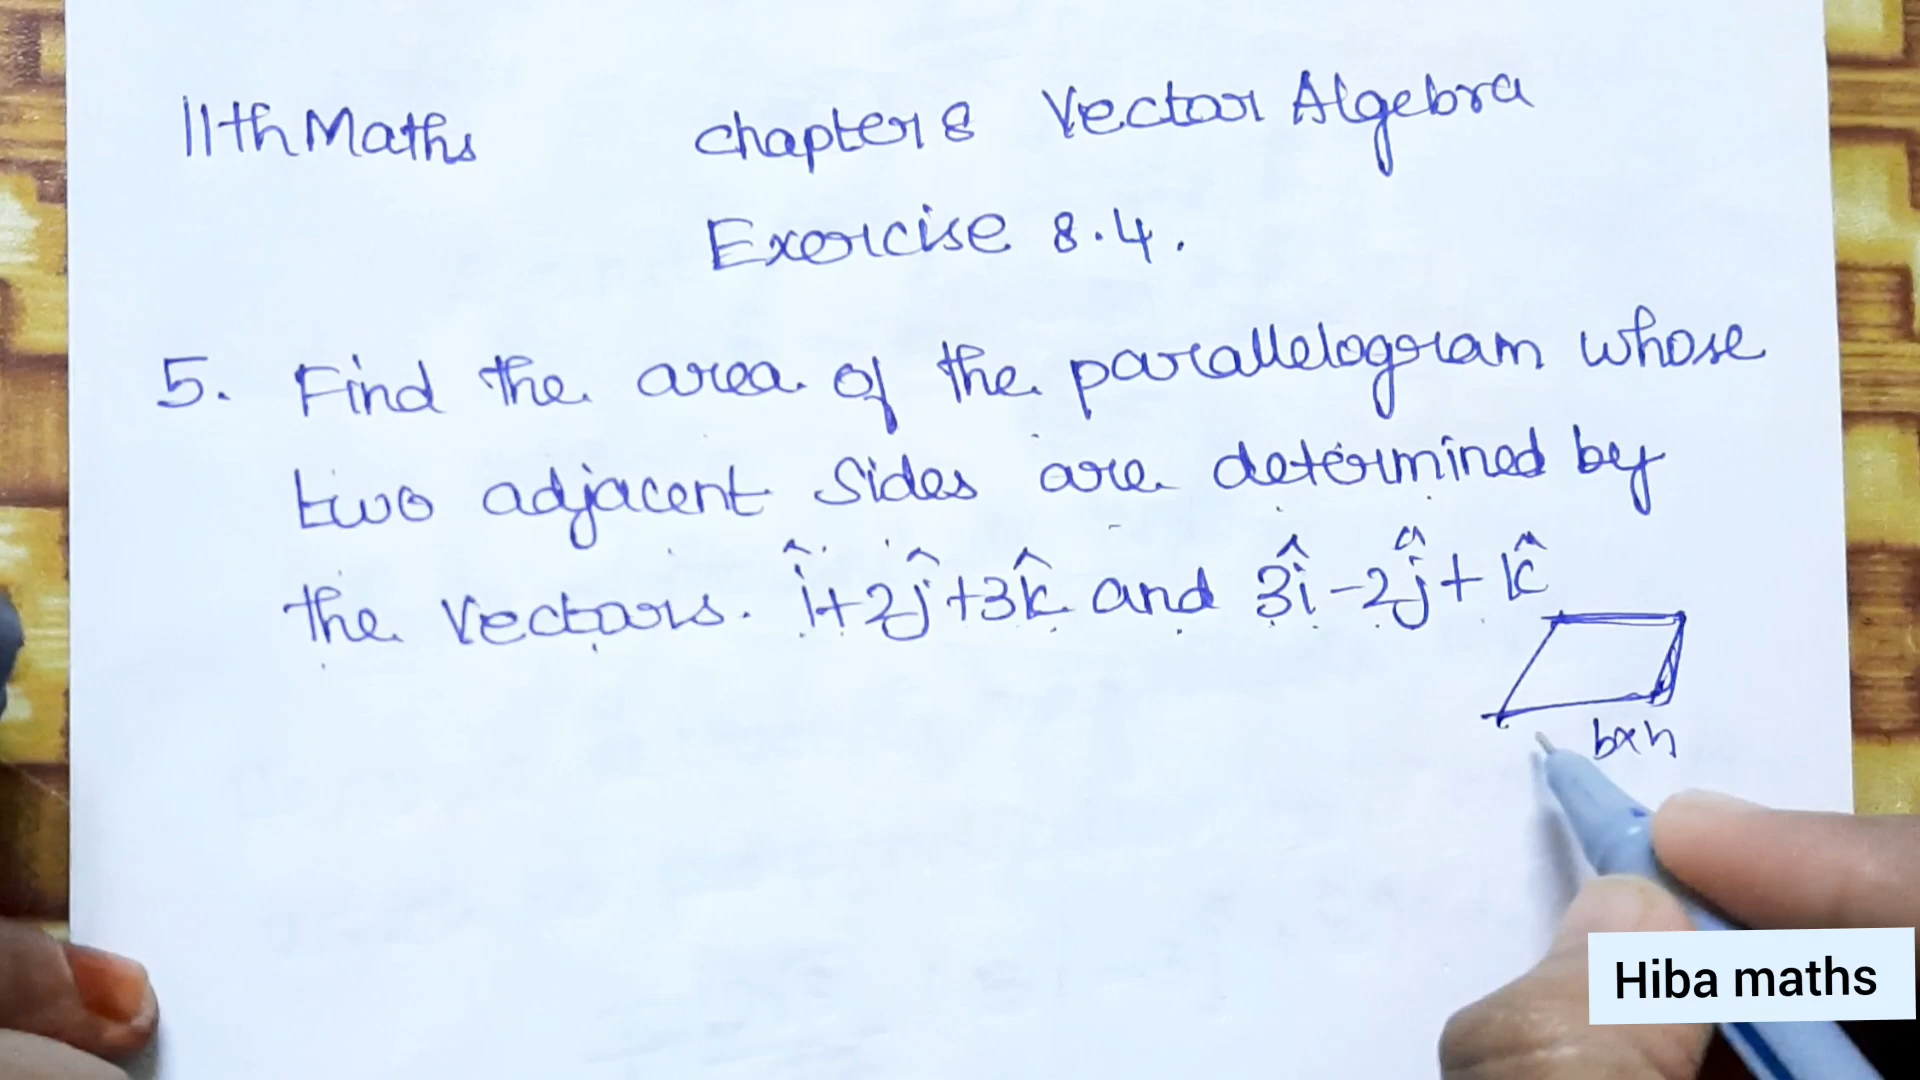 11th Maths chapter 8 Vector Algebra
Exercise 8.4.
5. Find the area of the parallelogram whose
two adjacent sides are determined by
the vectors. î+2ĵ+3k̂ and 3î-2ĵ+k̂
bxh
Hiba maths